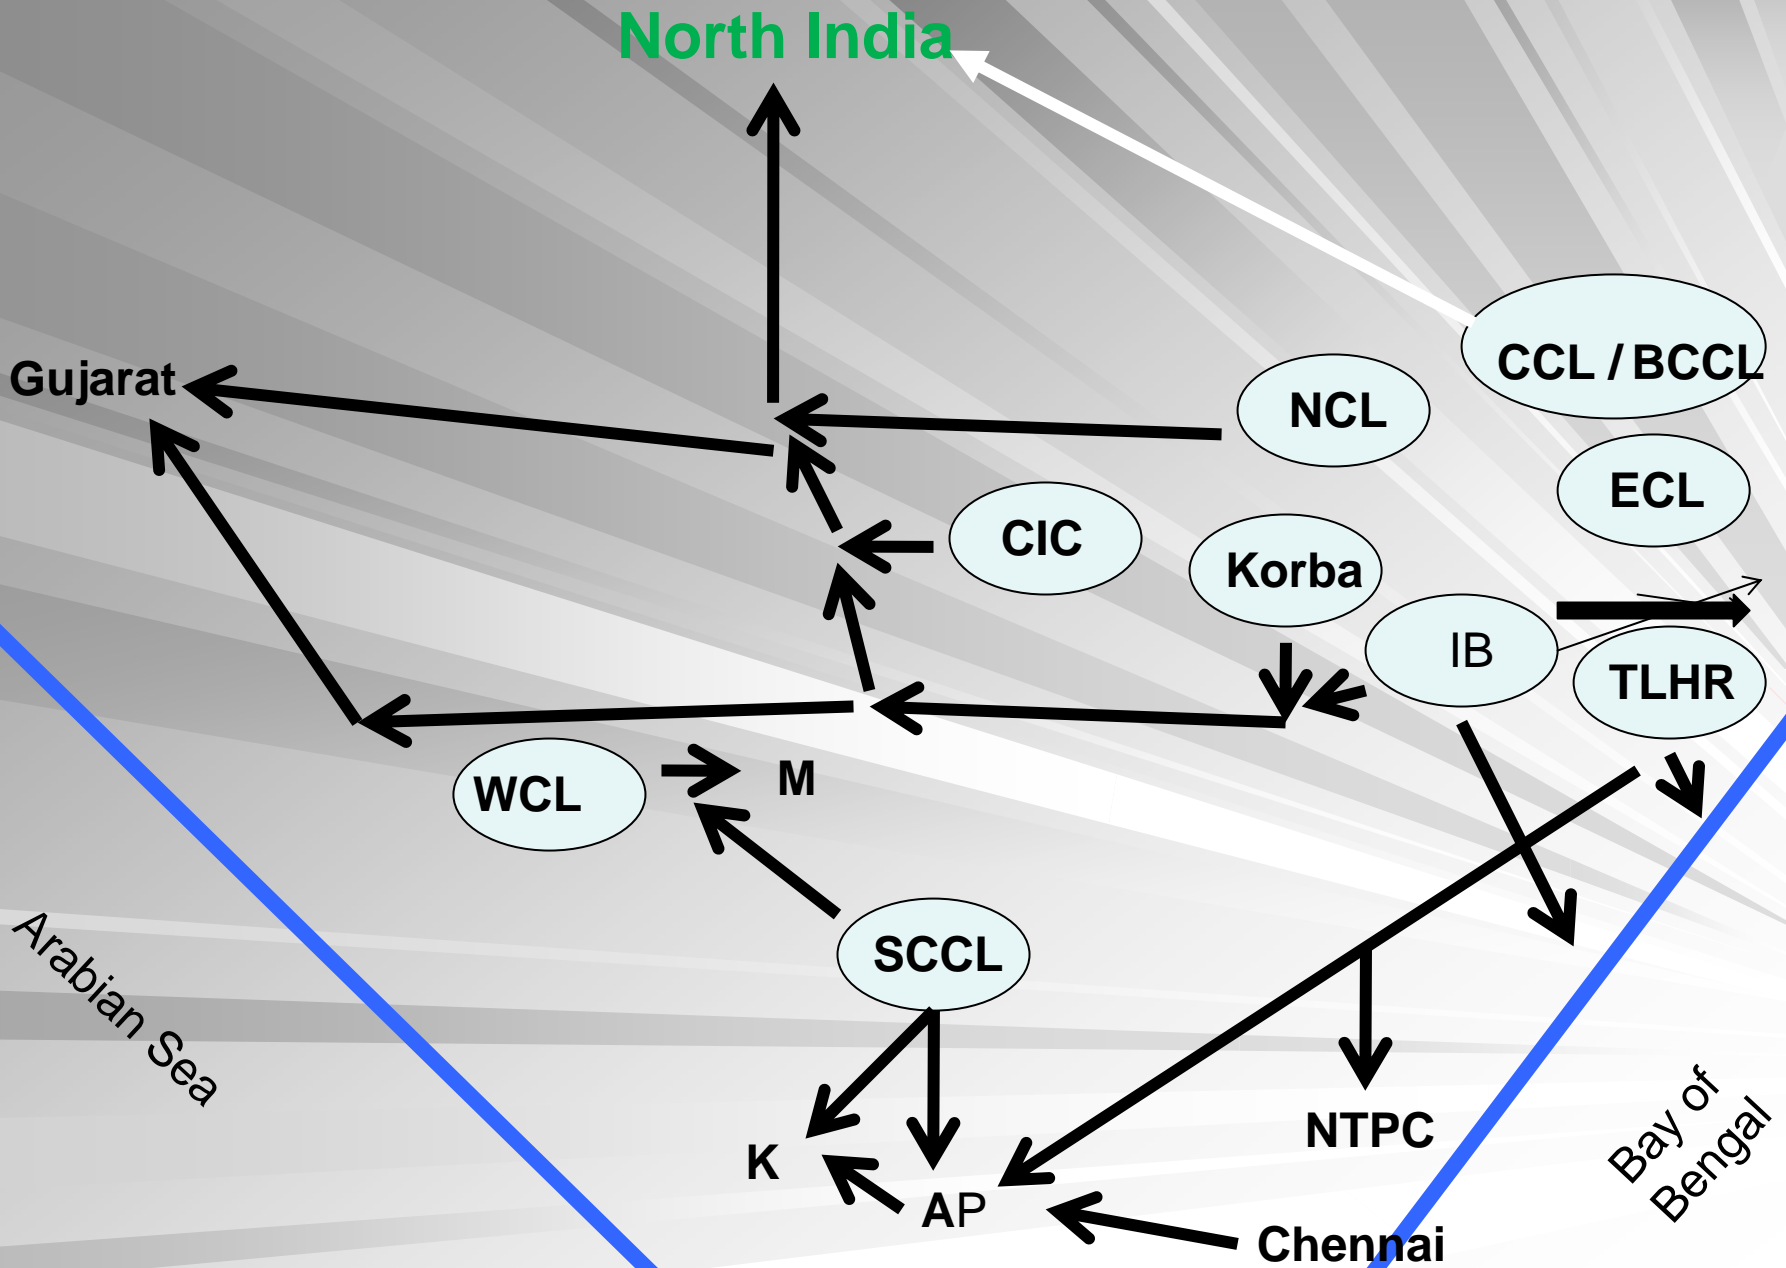 North India
Gujarat
CCL / BCCL
NCL
ECL
CIC
Korba
IB
TLHR
WCL
M
SCCL
Arabian Sea
NTPC
K
AP
Chennai
Bay of
Bengal